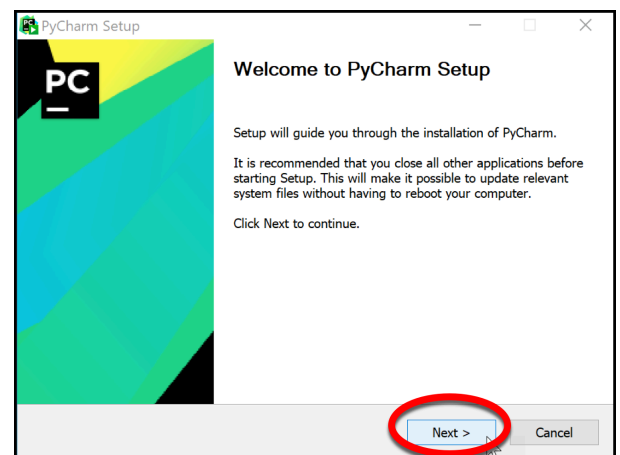 PyCharm Setup
PC
Welcome to PyCharm Setup
Setup will guide you through the installation of PyCharm.
It is recommended that you close all other applications before
starting Setup. This will make it possible to update relevant
system files without having to reboot your computer.
Click Next to continue.
Next >
Cancel